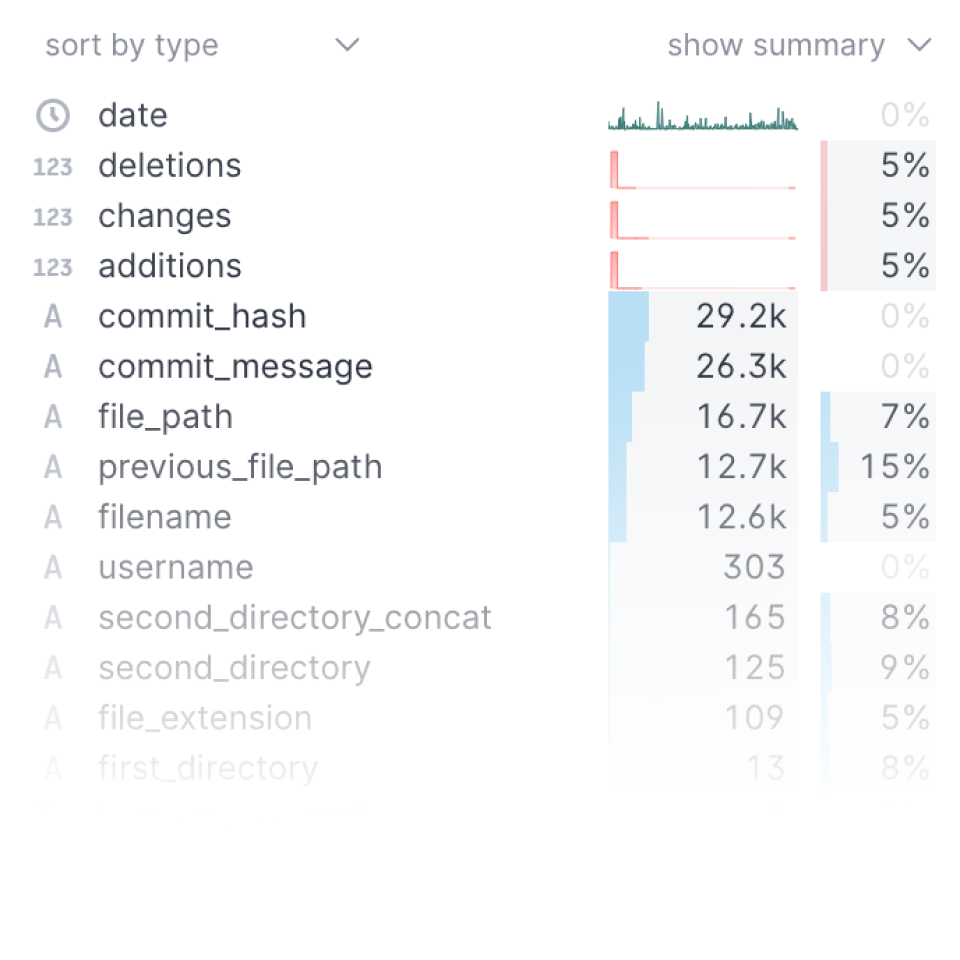 sort by type show summary
date 0%
123 deletions 5%
123 changes 5%
123 additions 5%
A commit_hash 29.2k 0%
A commit_message 26.3k 0%
A file_path 16.7k 7%
A previous_file_path 12.7k 15%
A filename 12.6k 5%
A username 303 0%
A second_directory_concat 165 8%
A second_directory 125 9%
A file_extension 109 5%
A first_directory 13 8%